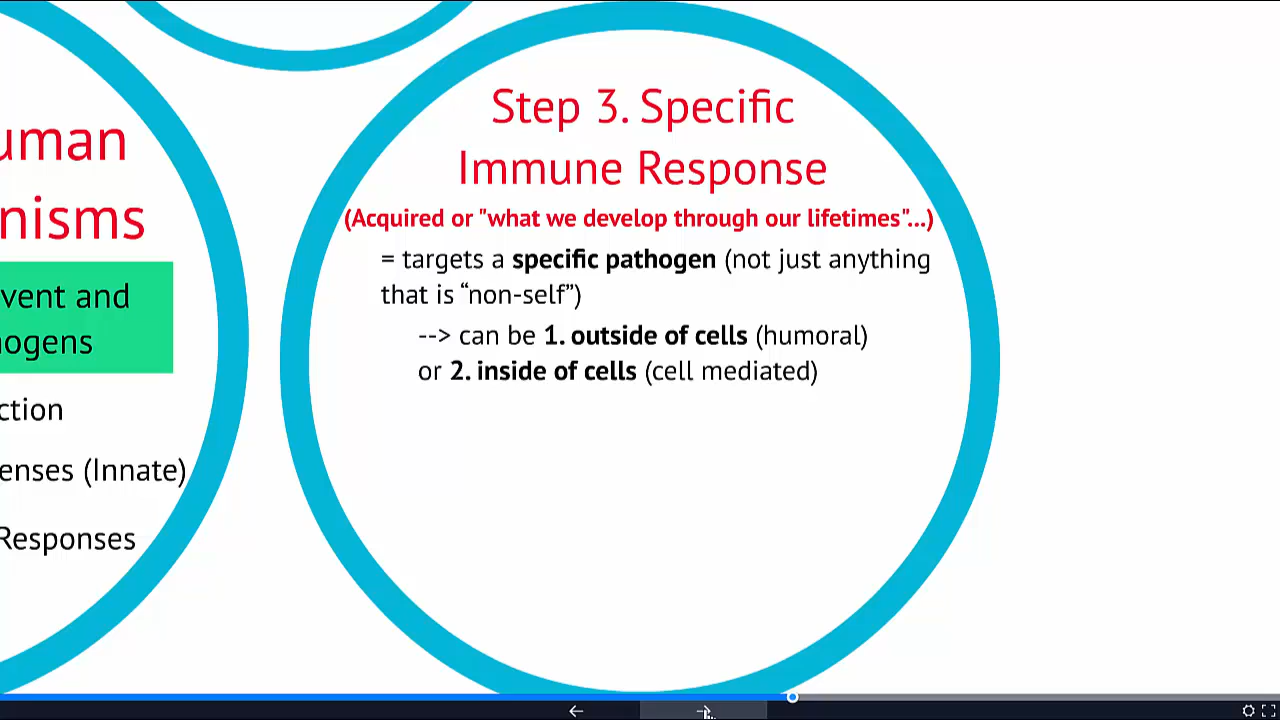 Step 3. Specific
Immune Response
(Acquired or "what we develop through our lifetimes"...)
= targets a specific pathogen (not just anything
that is “non-self”)
--> can be 1. outside of cells (humoral)
or 2. inside of cells (cell mediated)
uman
nisms
vent and
ogens
ction
enses (Innate)
Responses